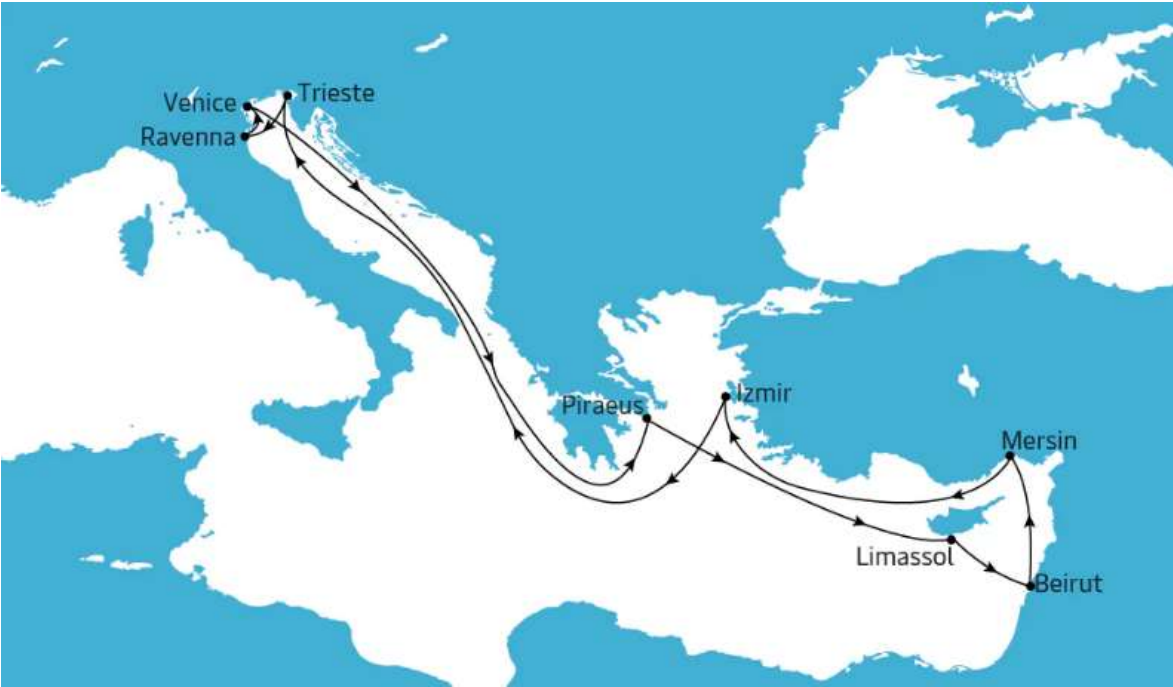 Trieste
Venice
Ravenna
Izmir
Piraeus
Mersin
Limassol
Beirut